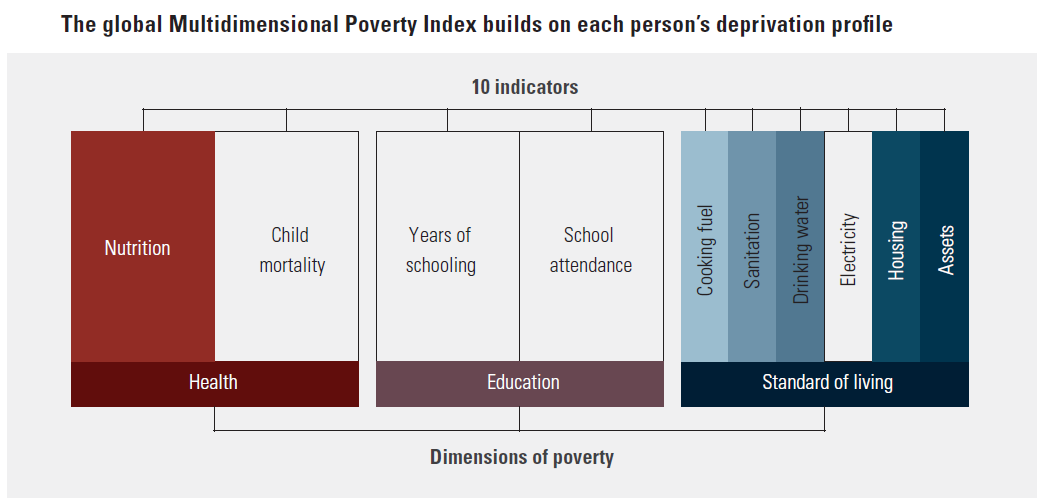 The global Multidimensional Poverty Index builds on each person's deprivation profile
10 indicators
Nutrition
Child
mortality
Years of
schooling
School
attendance
Cooking fuel
Sanitation
Drinking water
Electricity
Housing
Assets
Health
Education
Standard of living
Dimensions of poverty